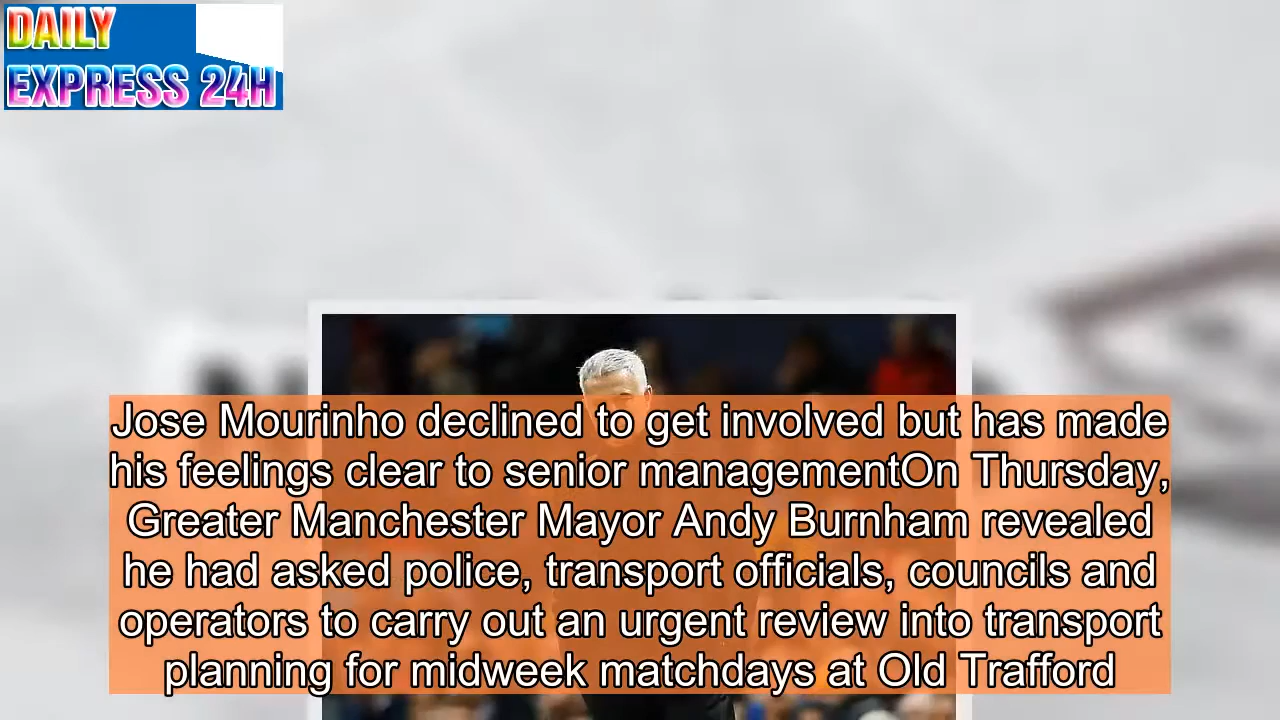 DAILY
EXPRESS 24H
Jose Mourinho declined to get involved but has made
his feelings clear to senior managementOn Thursday,
Greater Manchester Mayor Andy Burnham revealed
he had asked police, transport officials, councils and
operators to carry out an urgent review into transport
planning for midweek matchdays at Old Trafford